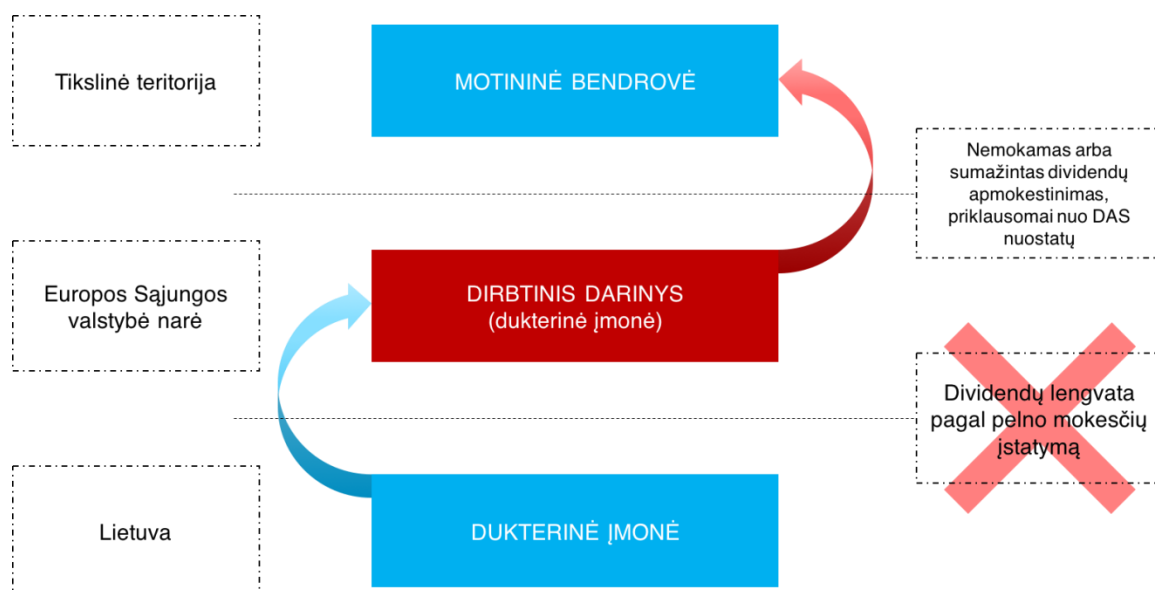 Tikslinė teritorija
MOTININĖ BENDROVĖ
Nemokamas arba
sumažintas dividendų
apmokestinimas,
priklausomai nuo DAS
nuostatų
Europos Sąjungos
valstybė narė
DIRBTINIS DARINYS
(dukterinė įmonė)
Dividendų lengvata
pagal pelno mokesčių
įstatymą
Lietuva
DUKTERINĖ ĮMONĖ